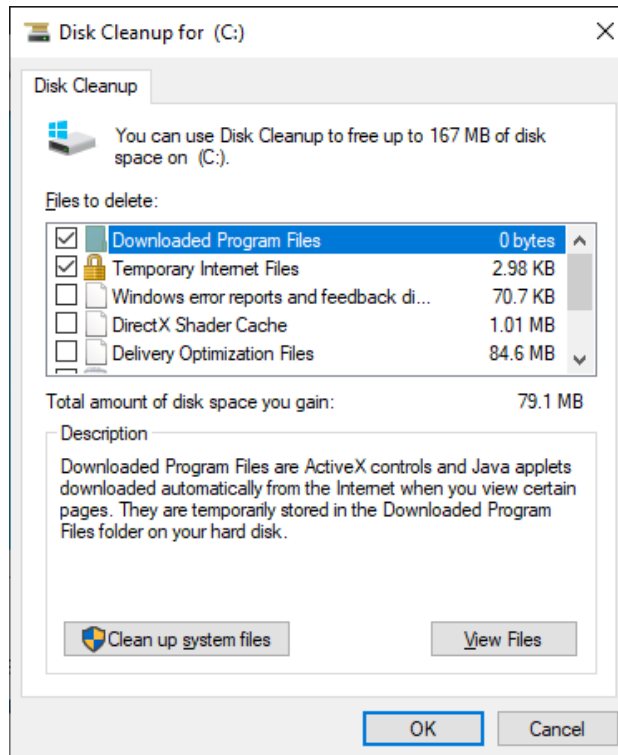 Disk Cleanup for (C:)
Disk Cleanup
You can use Disk Cleanup to free up to 167 MB of disk
space on (C:).
Files to delete:
Downloaded Program Files 0 bytes
Temporary Internet Files 2.98 KB
Windows error reports and feedback di... 70.7 KB
DirectX Shader Cache 1.01 MB
Delivery Optimization Files 84.6 MB
Total amount of disk space you gain: 79.1 MB
Description
Downloaded Program Files are ActiveX controls and Java applets
downloaded automatically from the Internet when you view certain
pages. They are temporarily stored in the Downloaded Program
Files folder on your hard disk.
Clean up system files View Files
OK Cancel